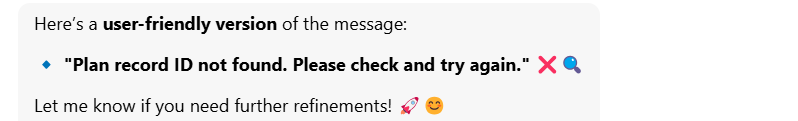 Here’s a user-friendly version of the message:
🔹 "Plan record ID not found. Please check and try again." ❌ 🔍
Let me know if you need further refinements! 🚀 😊